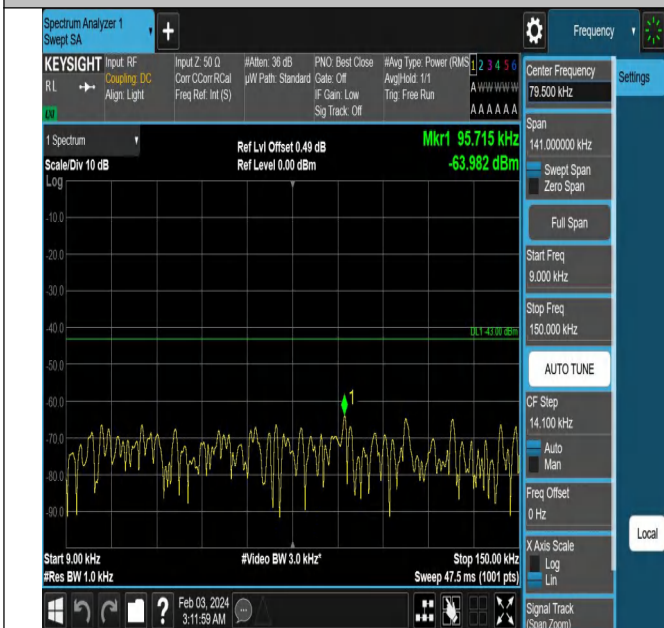 Spectrum Analyzer 1
Swept SA
+
Frequency
KEYSIGHT
RL
Input: RF
Coupling: DC
Align: Light
Input Z: 50 Ω
Corr CCorr RCal
Freq Ref: Int (S)
#Atten: 36 dB
µW Path: Standard
PNO: Best Close
Gate: Off
IF Gain: Low
Sig Track: Off
#Avg Type: Power (RMS
Avg|Hold: 1/1
Trig: Free Run
1 2 3 4 5 6
A W W W W W
A A A A A A
1 Spectrum
Scale/Div 10 dB
Ref Lvl Offset 0.49 dB
Ref Level 0.00 dBm
Mkr1 95.715 kHz
-63.982 dBm
Log
-10.0
-20.0
-30.0
-40.0
DL1 -43.00 dBm
-50.0
-60.0
1
-70.0
-80.0
-90.0
Start 9.00 kHz
#Video BW 3.0 kHz*
Stop 150.00 kHz
#Res BW 1.0 kHz
Sweep 47.5 ms (1001 pts)
?
Feb 03, 2024
3:11:59 AM
Center Frequency
79.500 kHz
Settings
Span
141.000000 kHz
Swept Span
Zero Span
Full Span
Start Freq
9.000 kHz
Stop Freq
150.000 kHz
AUTO TUNE
CF Step
14.100 kHz
Auto
Man
Freq Offset
0 Hz
Local
X Axis Scale
Log
Lin
Signal Track
(Span Zoom)